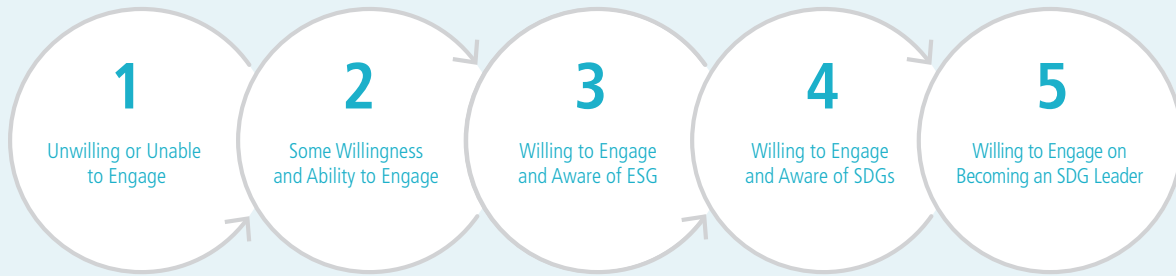 1
Unwilling or Unable
to Engage
2
Some Willingness
and Ability to Engage
3
Willing to Engage
and Aware of ESG
4
Willing to Engage
and Aware of SDGs
5
Willing to Engage on
Becoming an SDG Leader